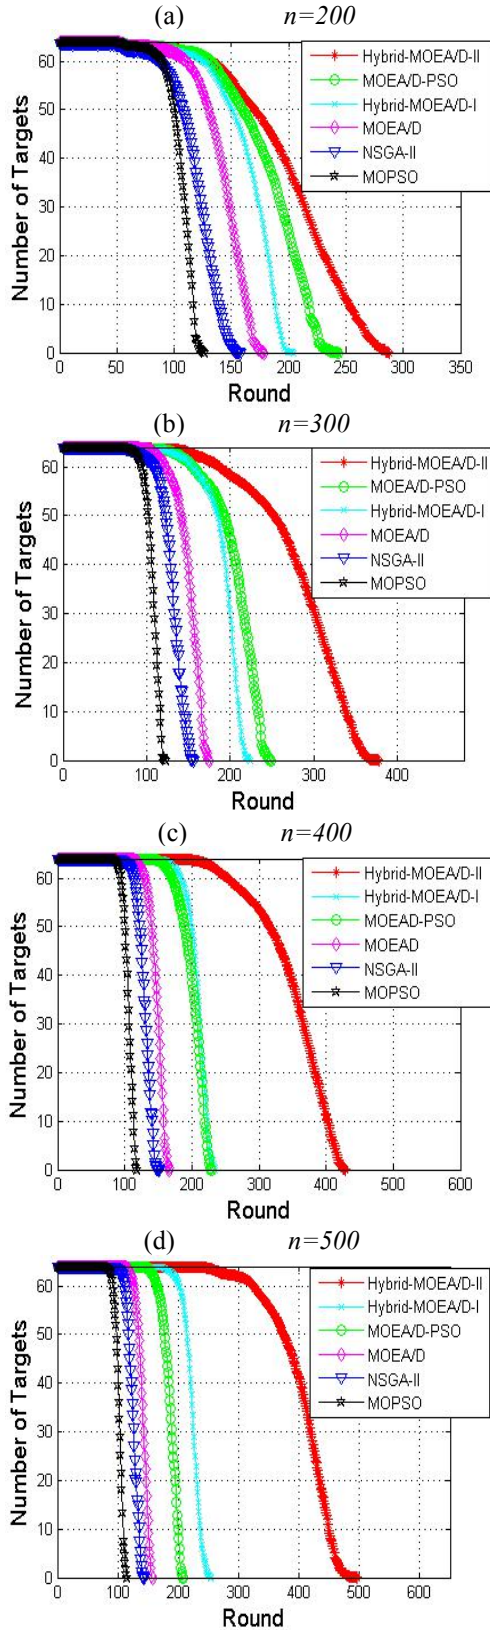 (a) n=200
60
50
40
30
20
10
0
Number of Targets
Hybrid-MOEA/D-II
MOEA/D-PSO
Hybrid-MOEA/D-I
MOEA/D
NSGA-II
MOPSO
0 50 100 150 200 250 300 350
Round
(b) n=300
60
50
40
30
20
10
0
Number of Targets
Hybrid-MOEA/D-II
MOEA/D-PSO
Hybrid-MOEA/D-I
MOEA/D
NSGA-II
MOPSO
0 100 200 300 400
Round
(c) n=400
60
50
40
30
20
10
0
Number of Targets
Hybrid-MOEA/D-II
Hybrid-MOEA/D-I
MOEAD-PSO
MOEAD
NSGA-II
MOPSO
0 100 200 300 400 500 600
Round
(d) n=500
60
50
40
30
20
10
0
Number of Targets
Hybrid-MOEA/D-II
Hybrid-MOEA/D-I
MOEA/D-PSO
MOEA/D
NSGA-II
MOPSO
0 100 200 300 400 500 600
Round